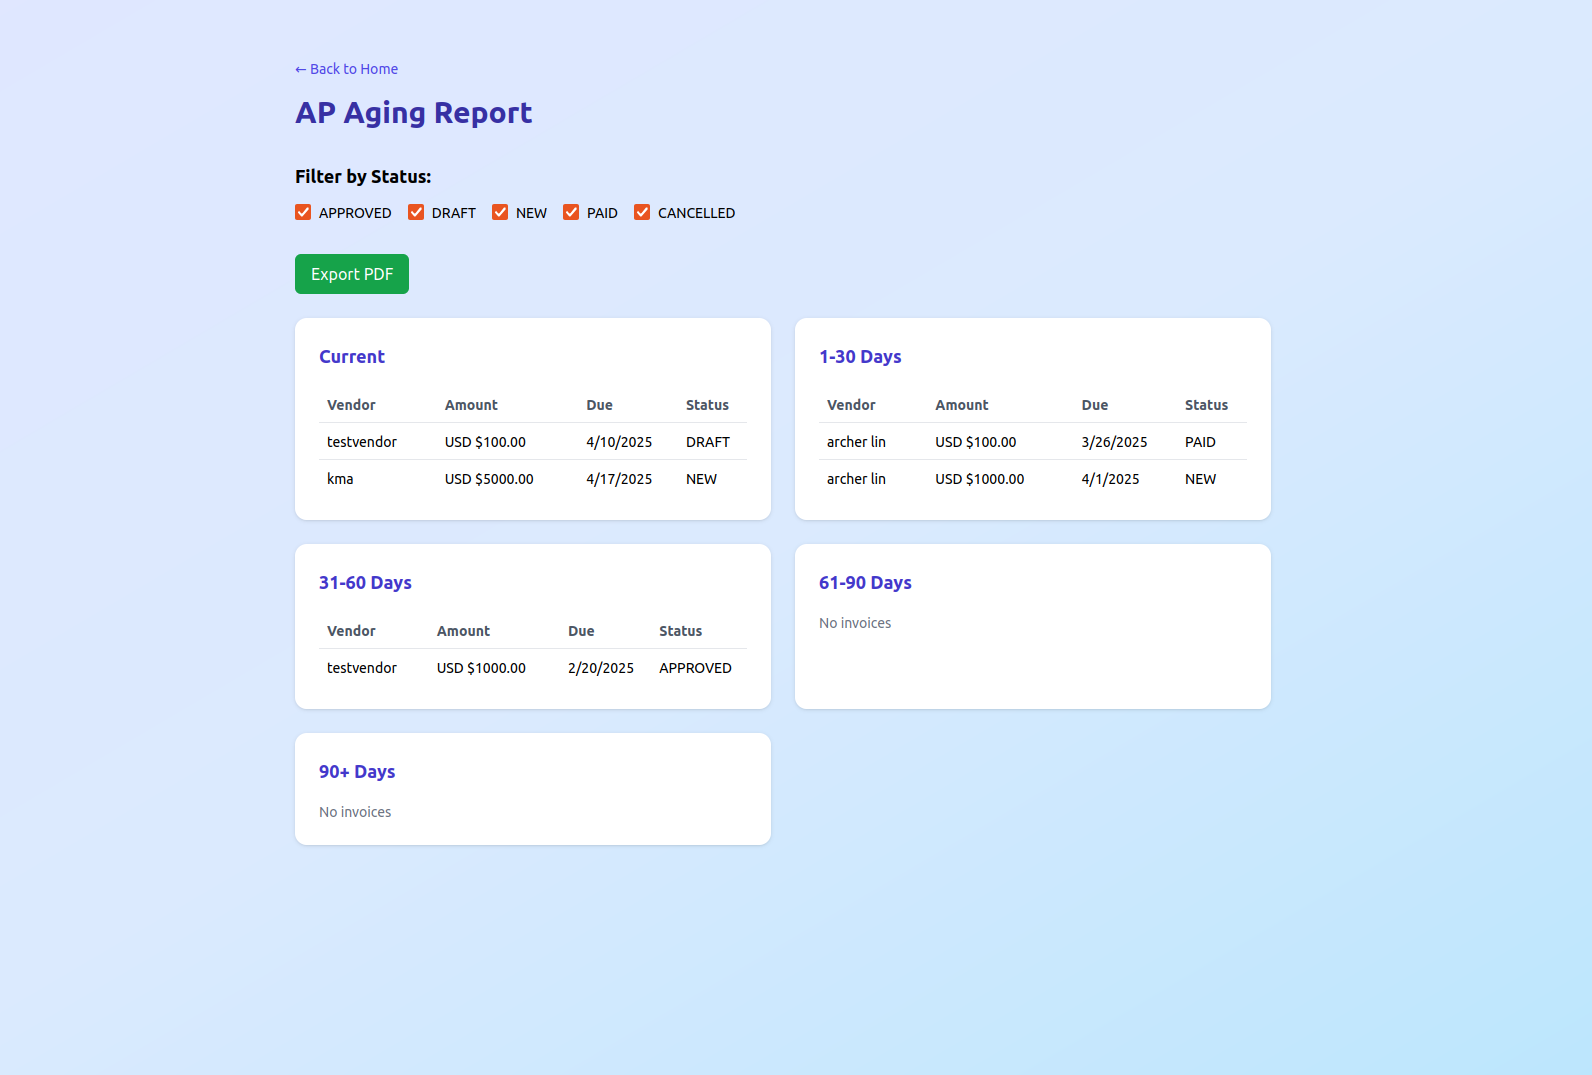 ← Back to Home
AP Aging Report
Filter by Status:
APPROVED DRAFT NEW PAID CANCELLED
Export PDF
Current
Vendor Amount Due Status
testvendor USD $100.00 4/10/2025 DRAFT
kma USD $5000.00 4/17/2025 NEW
1-30 Days
Vendor Amount Due Status
archer lin USD $100.00 3/26/2025 PAID
archer lin USD $1000.00 4/1/2025 NEW
31-60 Days
Vendor Amount Due Status
testvendor USD $1000.00 2/20/2025 APPROVED
61-90 Days
No invoices
90+ Days
No invoices